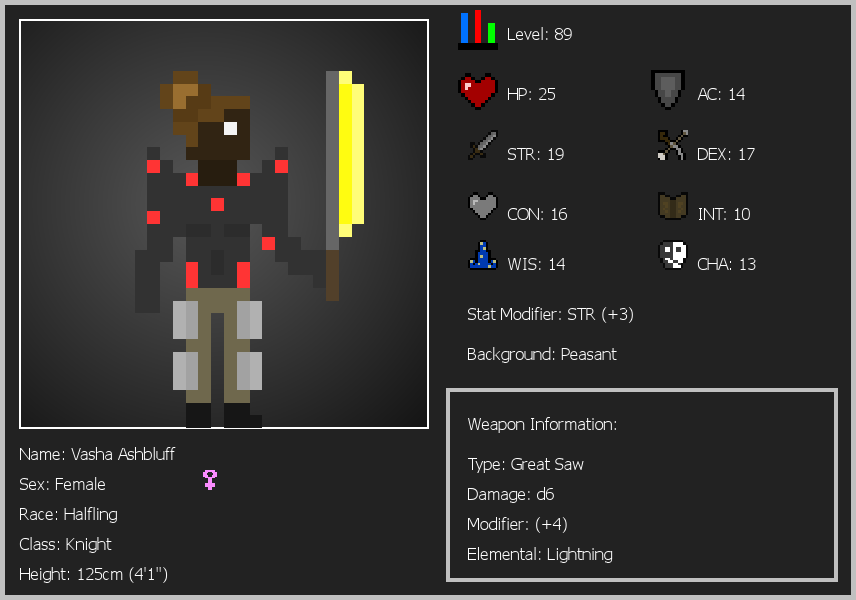 Level: 89
HP: 25
AC: 14
STR: 19
DEX: 17
CON: 16
INT: 10
WIS: 14
CHA: 13
Stat Modifier: STR (+3)
Background: Peasant
Weapon Information:
Type: Great Saw
Damage: d6
Modifier: (+4)
Elemental: Lightning
Name: Vasha Ashbluff
Sex: Female
Race: Halfling
Class: Knight
Height: 125cm (4'1")